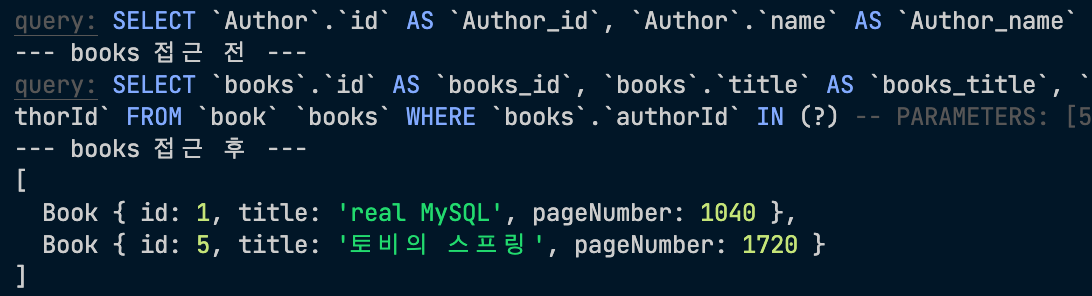 query: SELECT `Author`.`id` AS `Author_id`, `Author`.`name` AS `Author_name`
--- books 접근 전 ---
query: SELECT `books`.`id` AS `books_id`, `books`.`title` AS `books_title`, `
thorId` FROM `book` `books` WHERE `books`.`authorId` IN (?) -- PARAMETERS: [5
--- books 접근 후 ---
[
  Book { id: 1, title: 'real MySQL', pageNumber: 1040 },
  Book { id: 5, title: '토비의 스프링', pageNumber: 1720 }
]